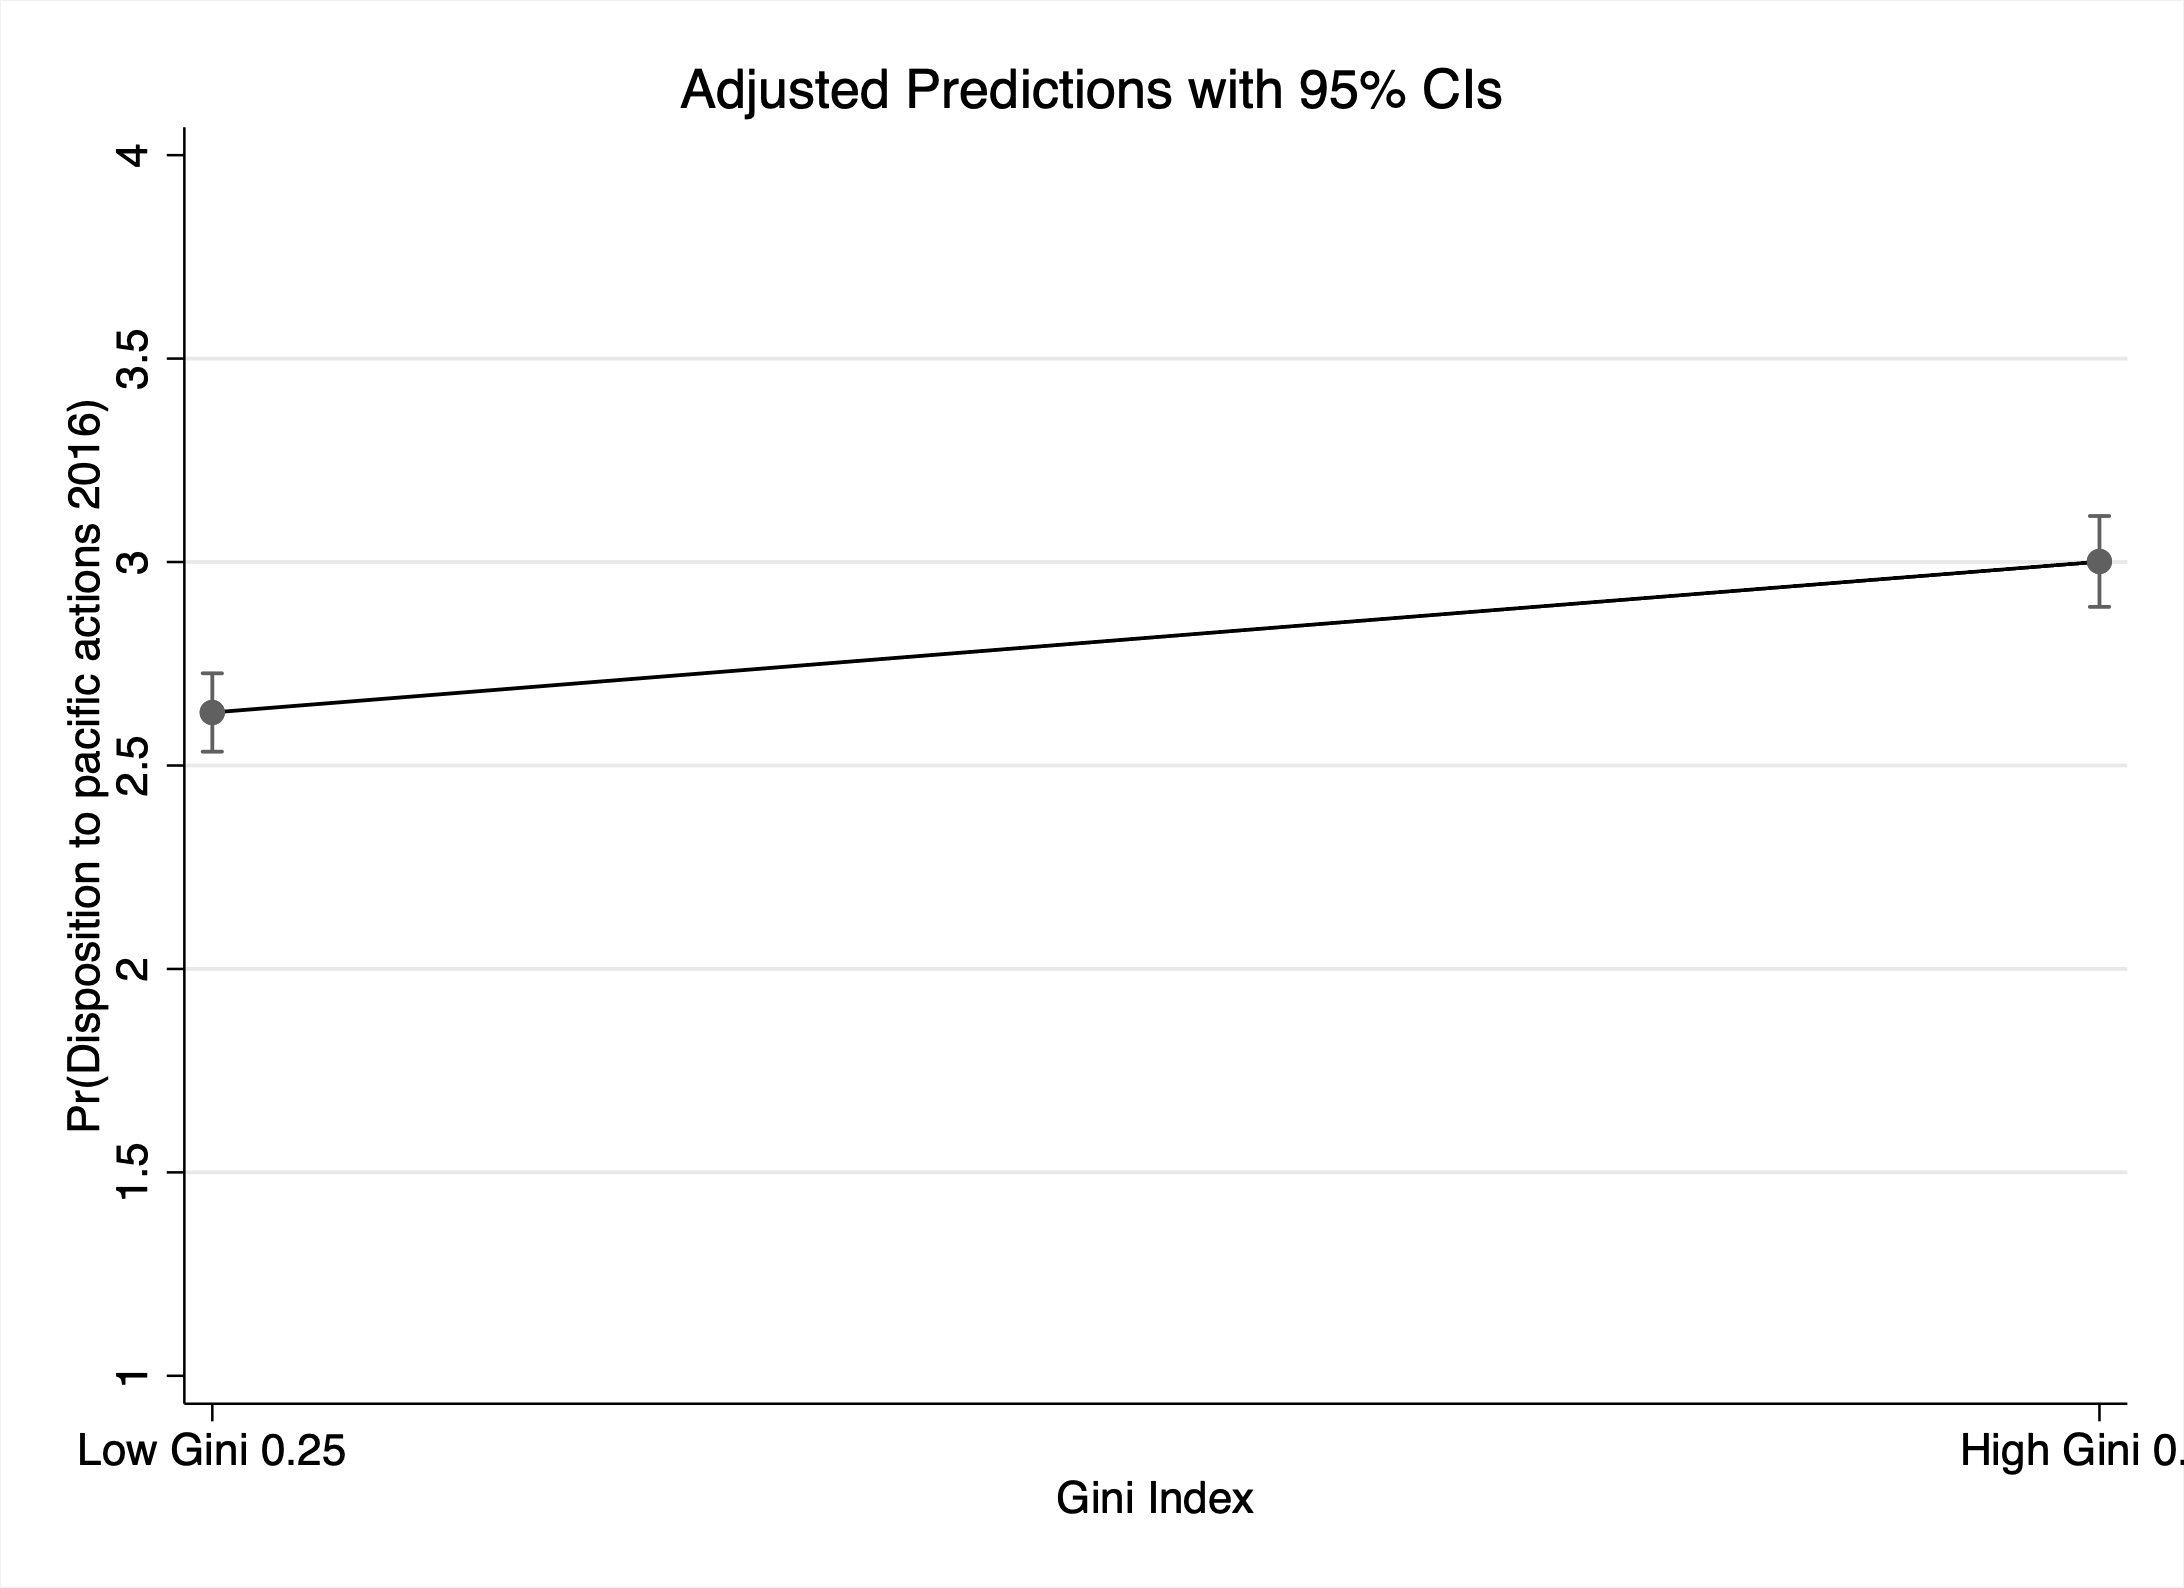 Adjusted Predictions with 95% CIs
Pr(Disposition to pacific actions 2016)
4
3.5
3
2.5
2
1.5
1
Low Gini 0.25
High Gini 0.
Gini Index